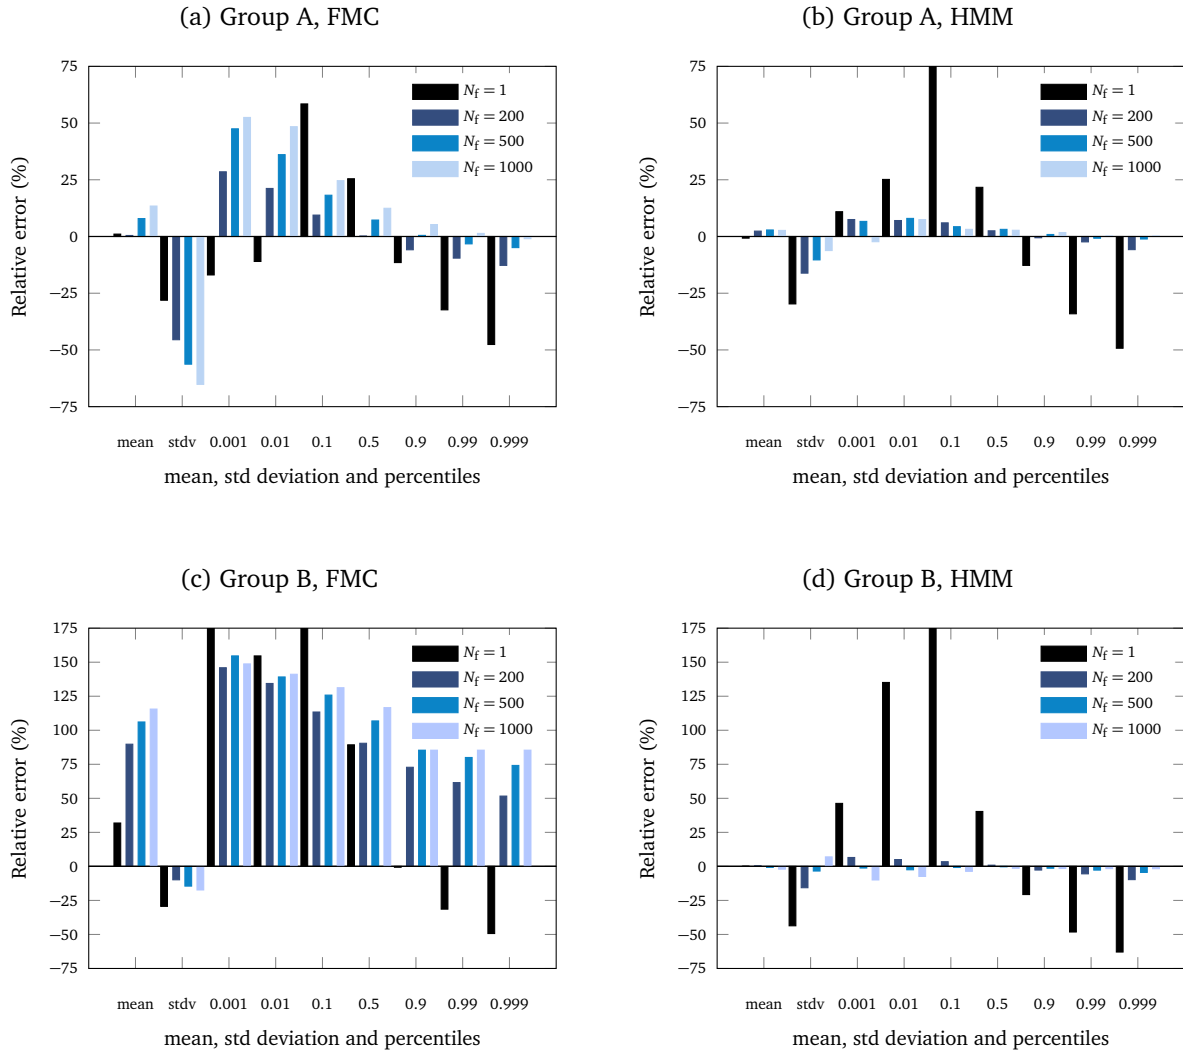 (a) Group A, FMC
75
50
25
0
−25
−50
−75
Relative error (%)
N_f = 1
N_f = 200
N_f = 500
N_f = 1000
mean stdv 0.001 0.01 0.1 0.5 0.9 0.99 0.999
mean, std deviation and percentiles
(b) Group A, HMM
75
50
25
0
−25
−50
−75
Relative error (%)
N_f = 1
N_f = 200
N_f = 500
N_f = 1000
mean stdv 0.001 0.01 0.1 0.5 0.9 0.99 0.999
mean, std deviation and percentiles
(c) Group B, FMC
175
150
125
100
75
50
25
0
−25
−50
−75
Relative error (%)
N_f = 1
N_f = 200
N_f = 500
N_f = 1000
mean stdv 0.001 0.01 0.1 0.5 0.9 0.99 0.999
mean, std deviation and percentiles
(d) Group B, HMM
175
150
125
100
75
50
25
0
−25
−50
−75
Relative error (%)
N_f = 1
N_f = 200
N_f = 500
N_f = 1000
mean stdv 0.001 0.01 0.1 0.5 0.9 0.99 0.999
mean, std deviation and percentiles